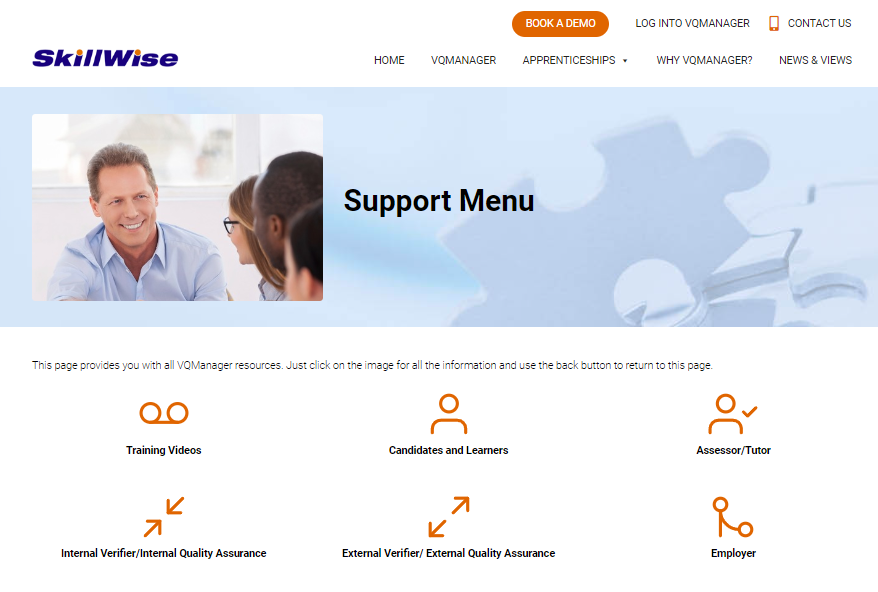 BOOK A DEMO
LOG INTO VQMANAGER
CONTACT US
SkillWise
HOME
VQMANAGER
APPRENTICESHIPS
WHY VQMANAGER?
NEWS & VIEWS
Support Menu
This page provides you with all VQManager resources. Just click on the image for all the information and use the back button to return to this page.
Training Videos
Candidates and Learners
Assessor/Tutor
Internal Verifier/Internal Quality Assurance
External Verifier/ External Quality Assurance
Employer